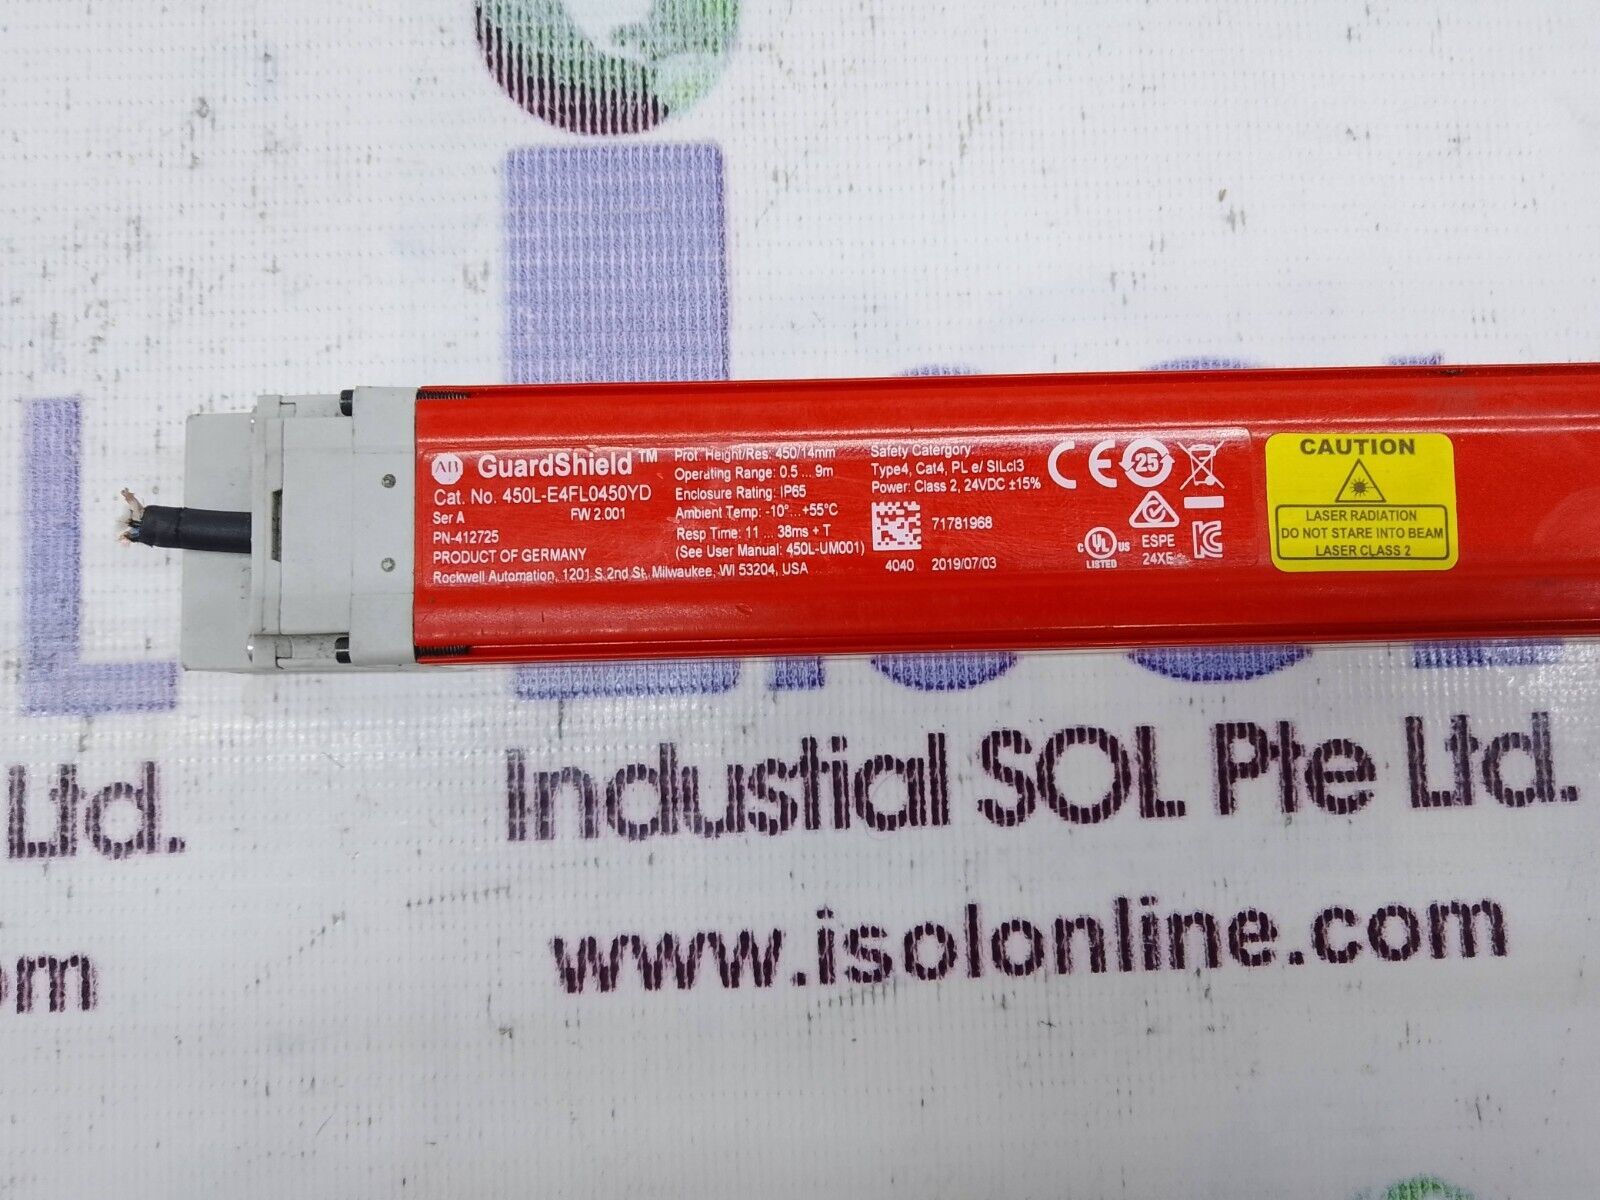 AB GuardShield™
Cat. No. 450L-E4FL0450YD
Ser A FW 2.001
PN-412725
PRODUCT OF GERMANY
Rockwell Automation, 1201 S.2nd St. Milwaukee, WI 53204, USA
Prot. Height/Res: 450/14mm
Operating Range: 0.5 ... 9m
Enclosure Rating: IP65
Ambient Temp: -10°...+55°C
Resp Time: 11 ... 38ms + T
(See User Manual: 450L-UM001)
Safety Catergory:
Type4, Cat4, PL e/ SILcl3
Power: Class 2, 24VDC ±15%
71781968
4040 2019/07/03
CE 25
c UL us
LISTED
ESPE
24XE
CAUTION
LASER RADIATION
DO NOT STARE INTO BEAM
LASER CLASS 2
L
Ltd.
Industial SOL Pte Ltd.
om
www.isolonline.com